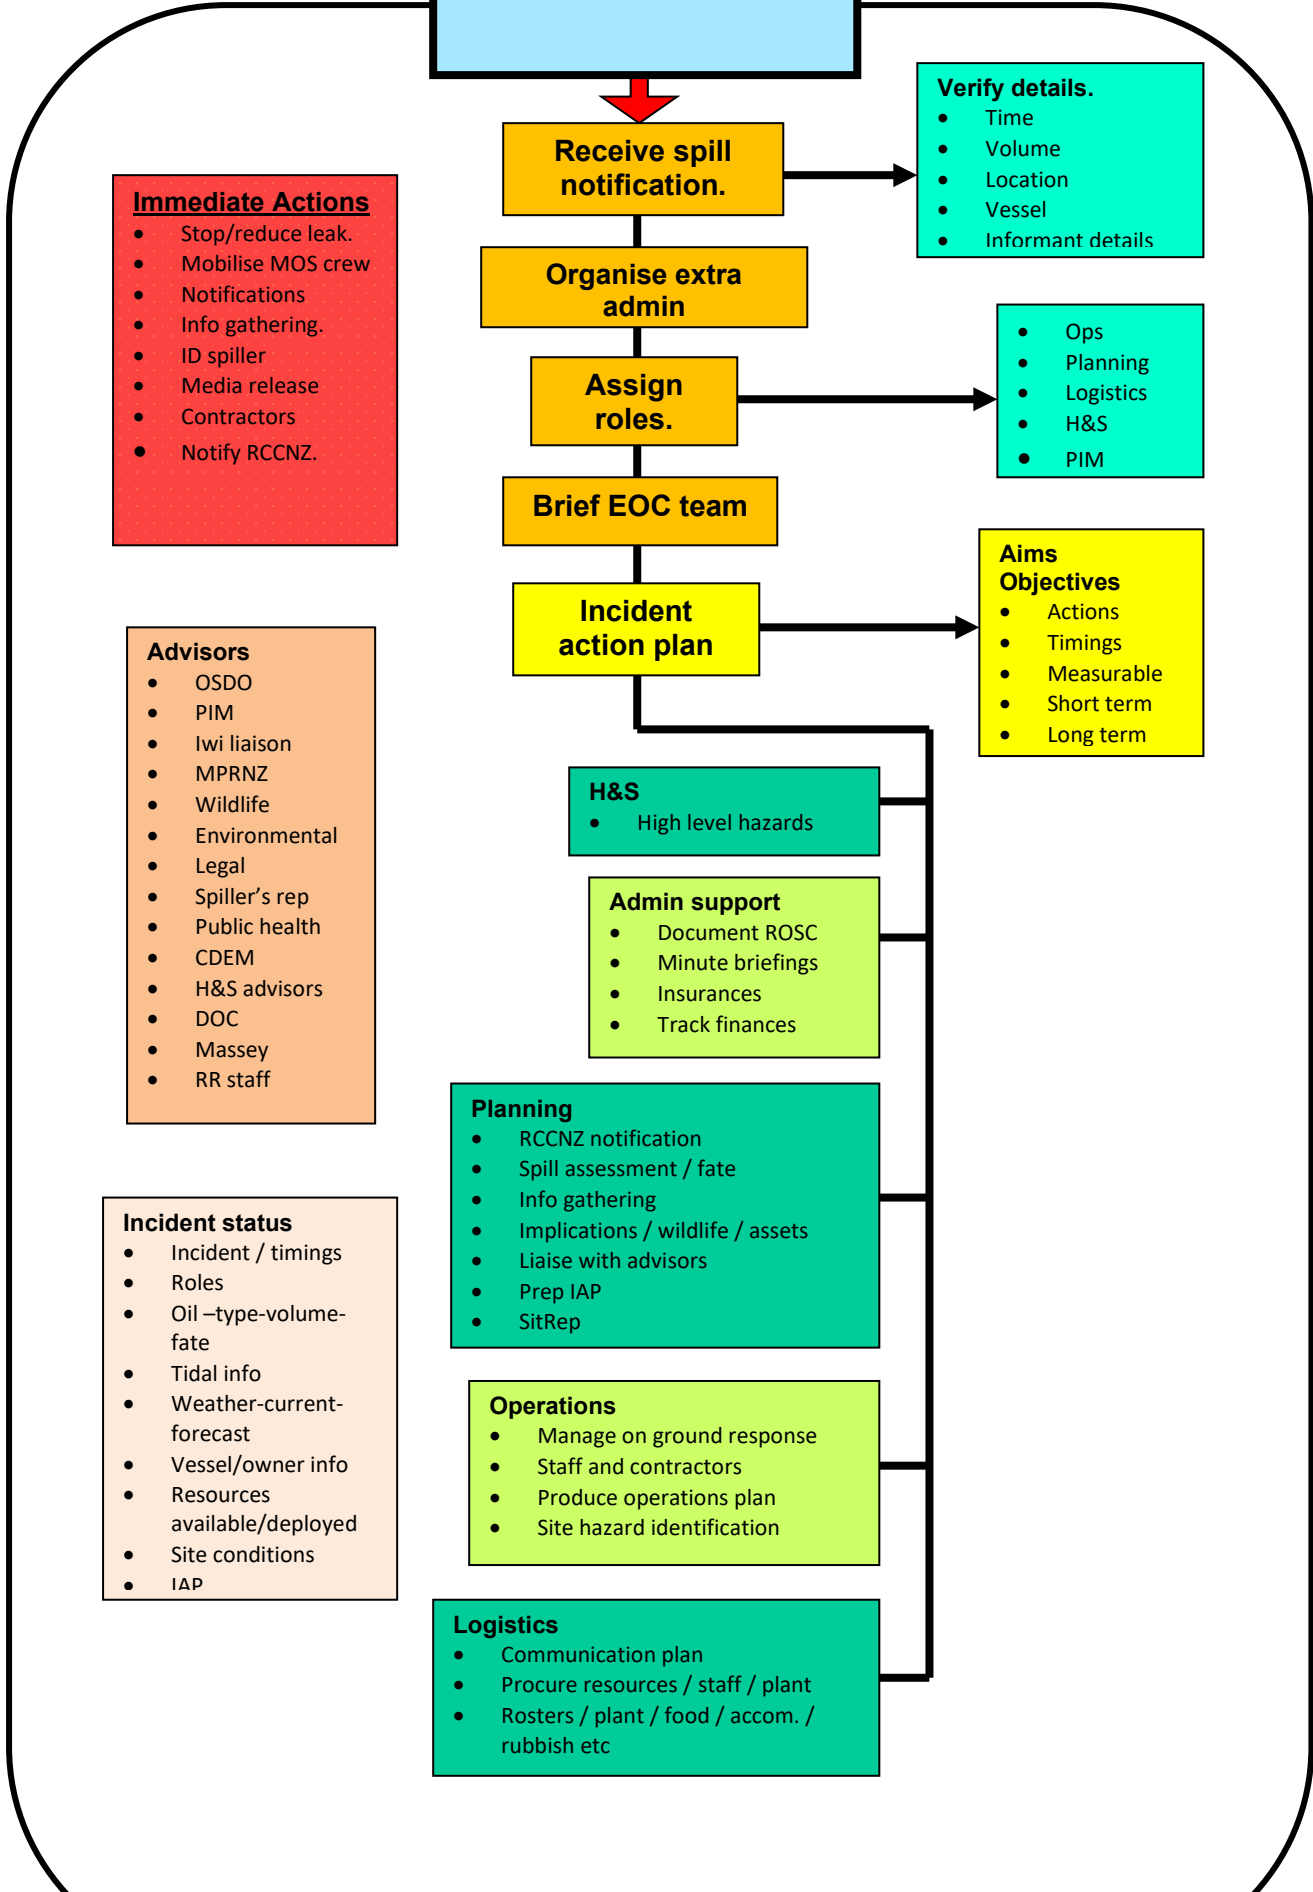 Receive spill
notification.
Verify details.
• Time
• Volume
• Location
• Vessel
• Informant details
Immediate Actions
• Stop/reduce leak.
• Mobilise MOS crew
• Notifications
• Info gathering.
• ID spiller
• Media release
• Contractors
• Notify RCCNZ.
Organise extra
admin
Assign
roles.
• Ops
• Planning
• Logistics
• H&S
• PIM
Brief EOC team
Incident
action plan
Aims
Objectives
• Actions
• Timings
• Measurable
• Short term
• Long term
Advisors
• OSDO
• PIM
• Iwi liaison
• MPRNZ
• Wildlife
• Environmental
• Legal
• Spiller’s rep
• Public health
• CDEM
• H&S advisors
• DOC
• Massey
• RR staff
H&S
• High level hazards
Admin support
• Document ROSC
• Minute briefings
• Insurances
• Track finances
Planning
• RCCNZ notification
• Spill assessment / fate
• Info gathering
• Implications / wildlife / assets
• Liaise with advisors
• Prep IAP
• SitRep
Incident status
• Incident / timings
• Roles
• Oil –type-volume-
fate
• Tidal info
• Weather-current-
forecast
• Vessel/owner info
• Resources
available/deployed
• Site conditions
• IAP
Operations
• Manage on ground response
• Staff and contractors
• Produce operations plan
• Site hazard identification
Logistics
• Communication plan
• Procure resources / staff / plant
• Rosters / plant / food / accom. /
rubbish etc